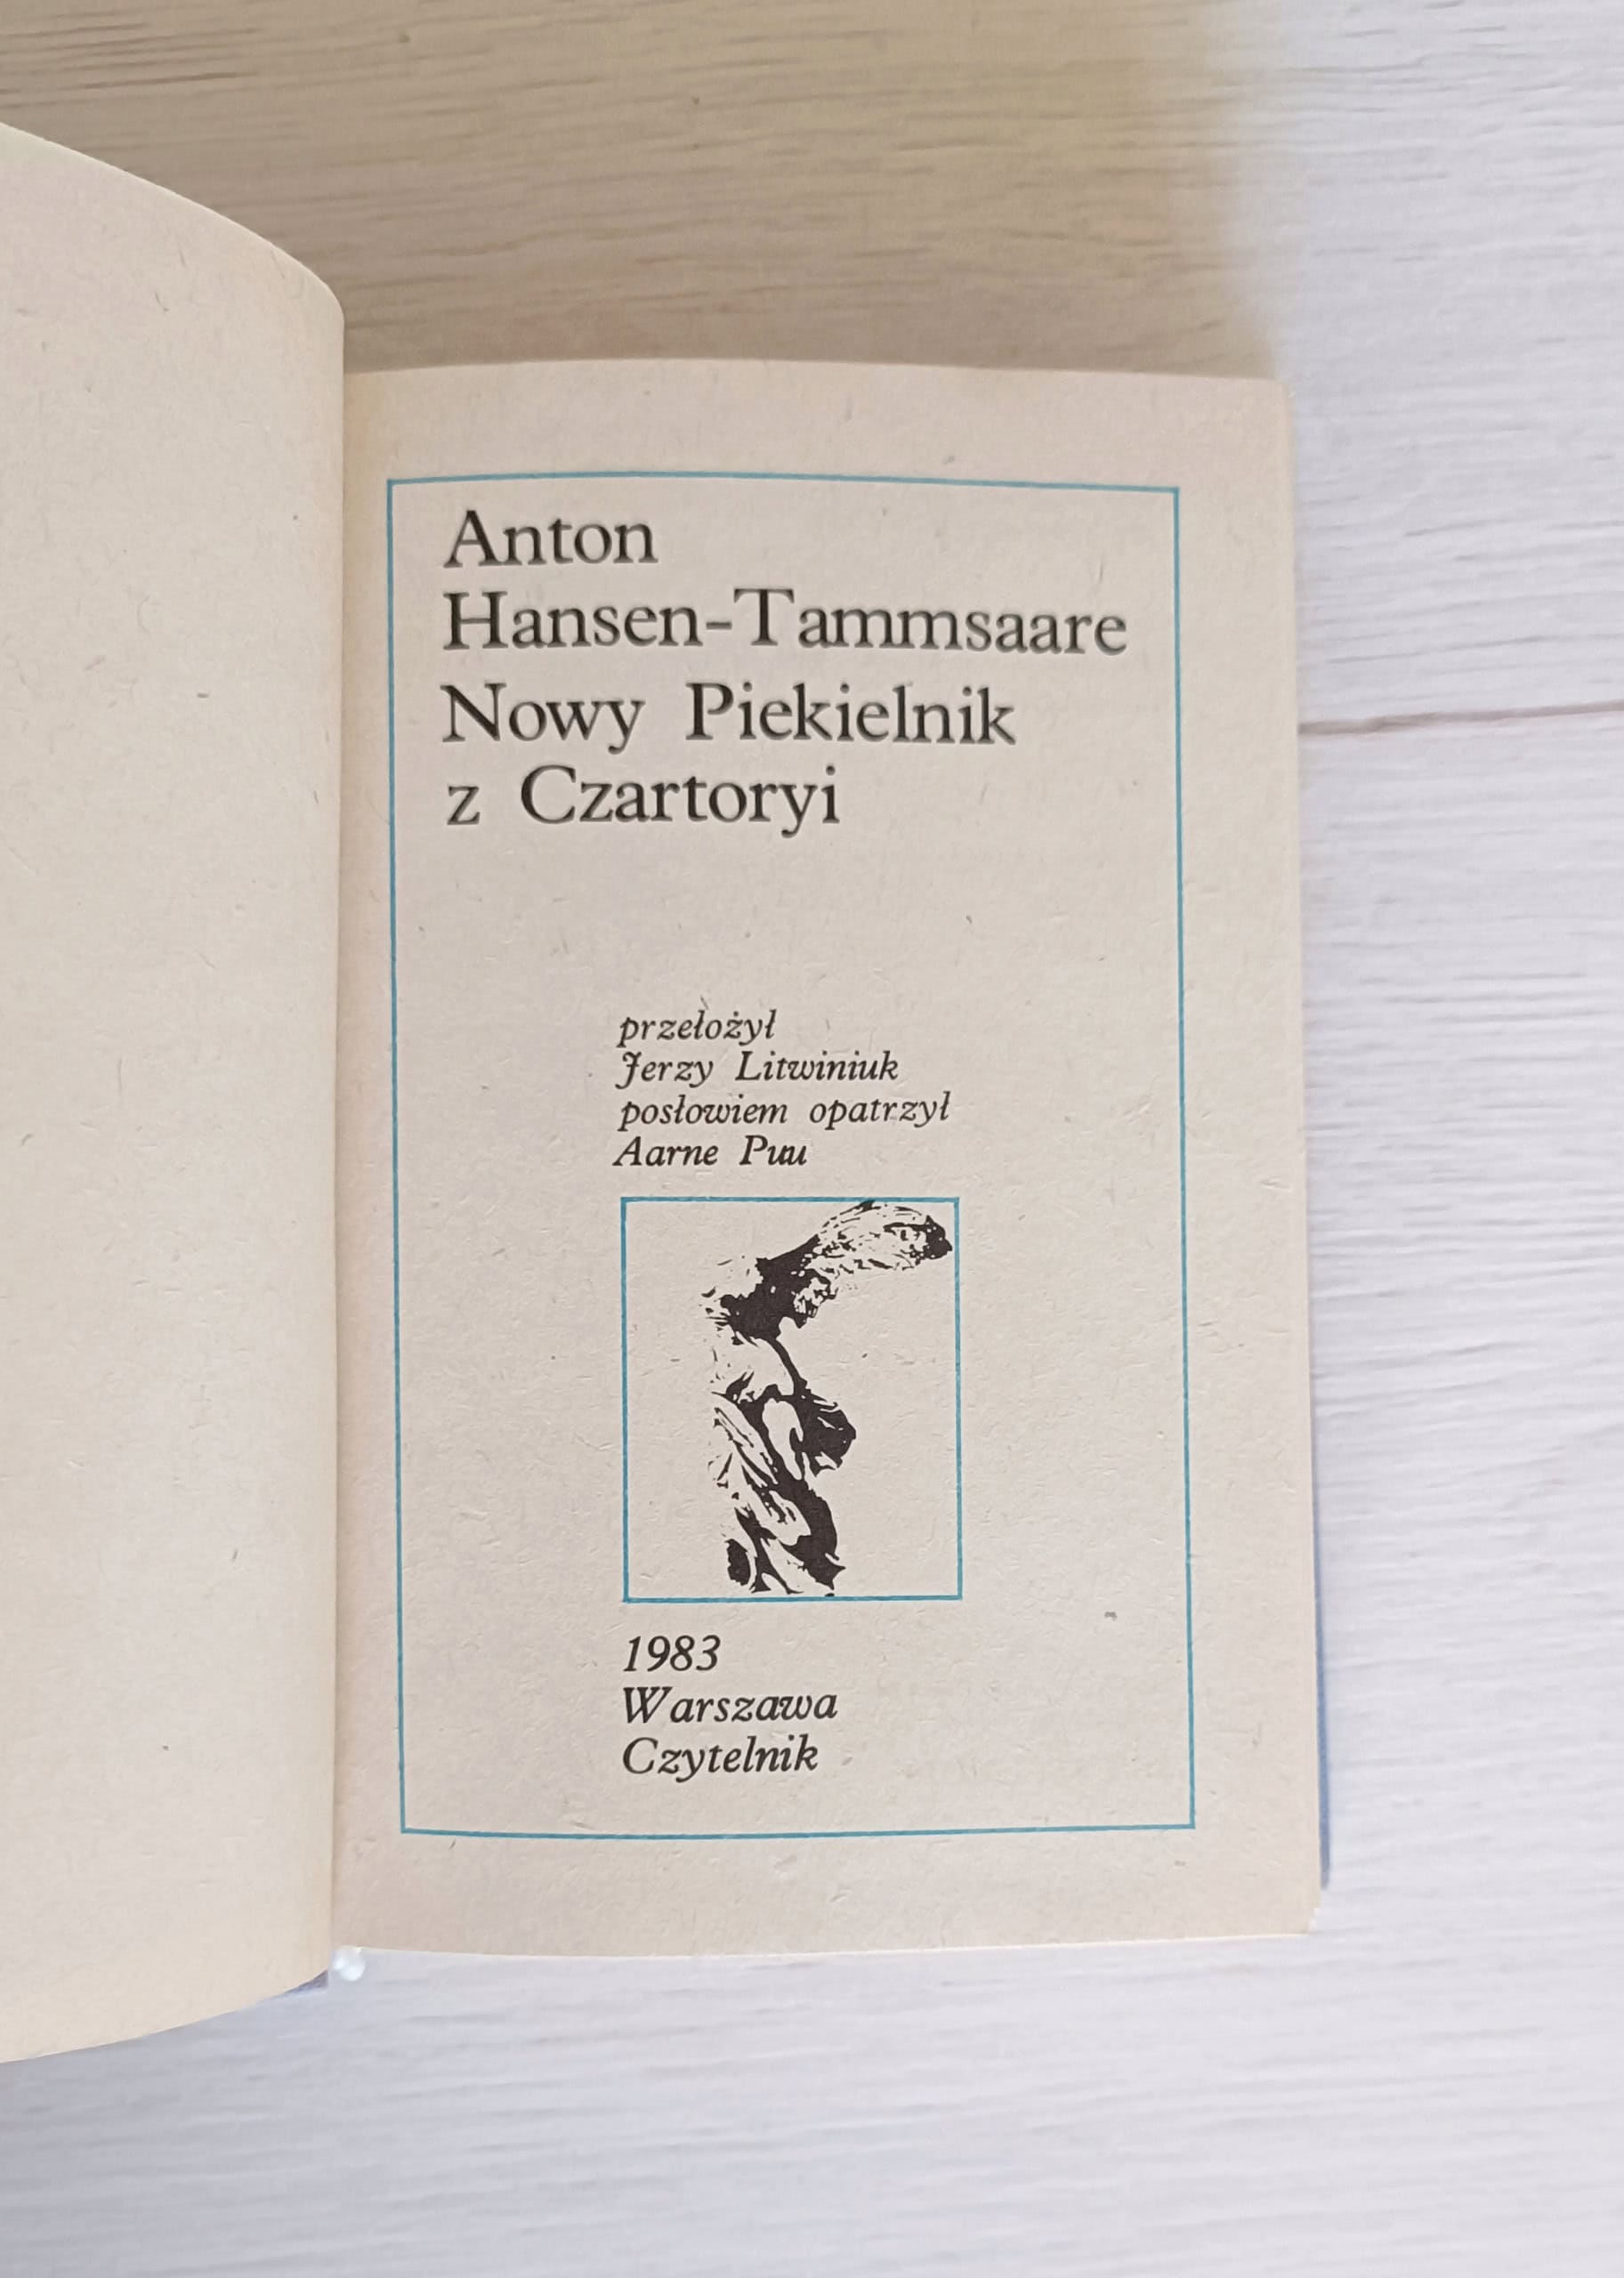 Anton
Hansen-Tammsaare
Nowy Piekielnik
z Czartoryi
przełożył
Jerzy Litwiniuk
posłowiem opatrzył
Aarne Puu
1983
Warszawa
Czytelnik